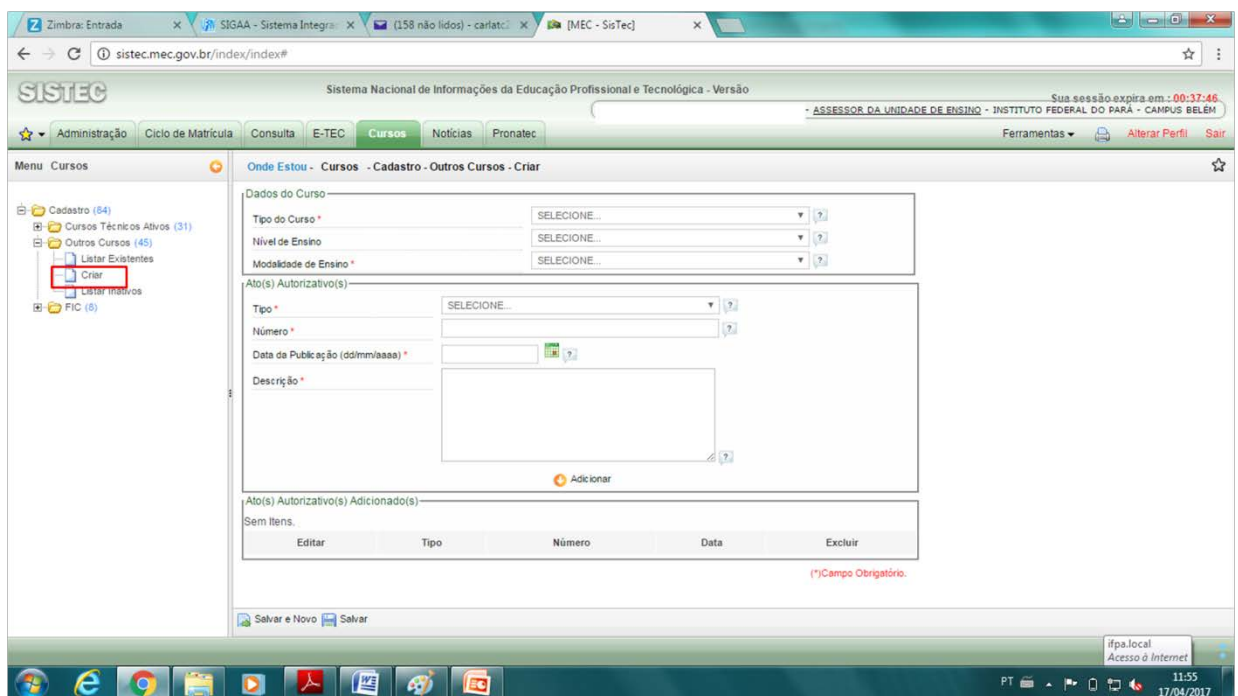 Zimbra: Entrada
SIGAA - Sistema Integra
(158 não lidos) - carlatc2
[MEC - SisTec]
sistec.mec.gov.br/index/index#
SISTEC
Sistema Nacional de Informações da Educação Profissional e Tecnológica - Versão
Sua sessão expira em : 00:37:46
- ASSESSOR DA UNIDADE DE ENSINO - INSTITUTO FEDERAL DO PARÁ - CAMPUS BELÉM
Administração Ciclo de Matrícula Consulta E-TEC Cursos Notícias Pronatec Ferramentas Alterar Perfil Sair
Menu Cursos
Onde Estou - Cursos - Cadastro - Outros Cursos - Criar
Cadastro (84)
Cursos Técnicos Ativos (31)
Outros Cursos (45)
Listar Existentes
Criar
Listar Inativos
FIC (8)
Dados do Curso
Tipo do Curso * SELECIONE... ?
Nível de Ensino SELECIONE... ?
Modalidade de Ensino * SELECIONE... ?
Ato(s) Autorizativo(s)
Tipo * SELECIONE... ?
Número * ?
Data da Publicação (dd/mm/aaaa) * ?
Descrição * ?
Adicionar
Ato(s) Autorizativo(s) Adicionado(s)
Sem Itens.
Editar Tipo Número Data Excluir
(*)Campo Obrigatório.
Salvar e Novo Salvar
ifpa.local
Acesso à Internet
PT
11:55
17/04/2017